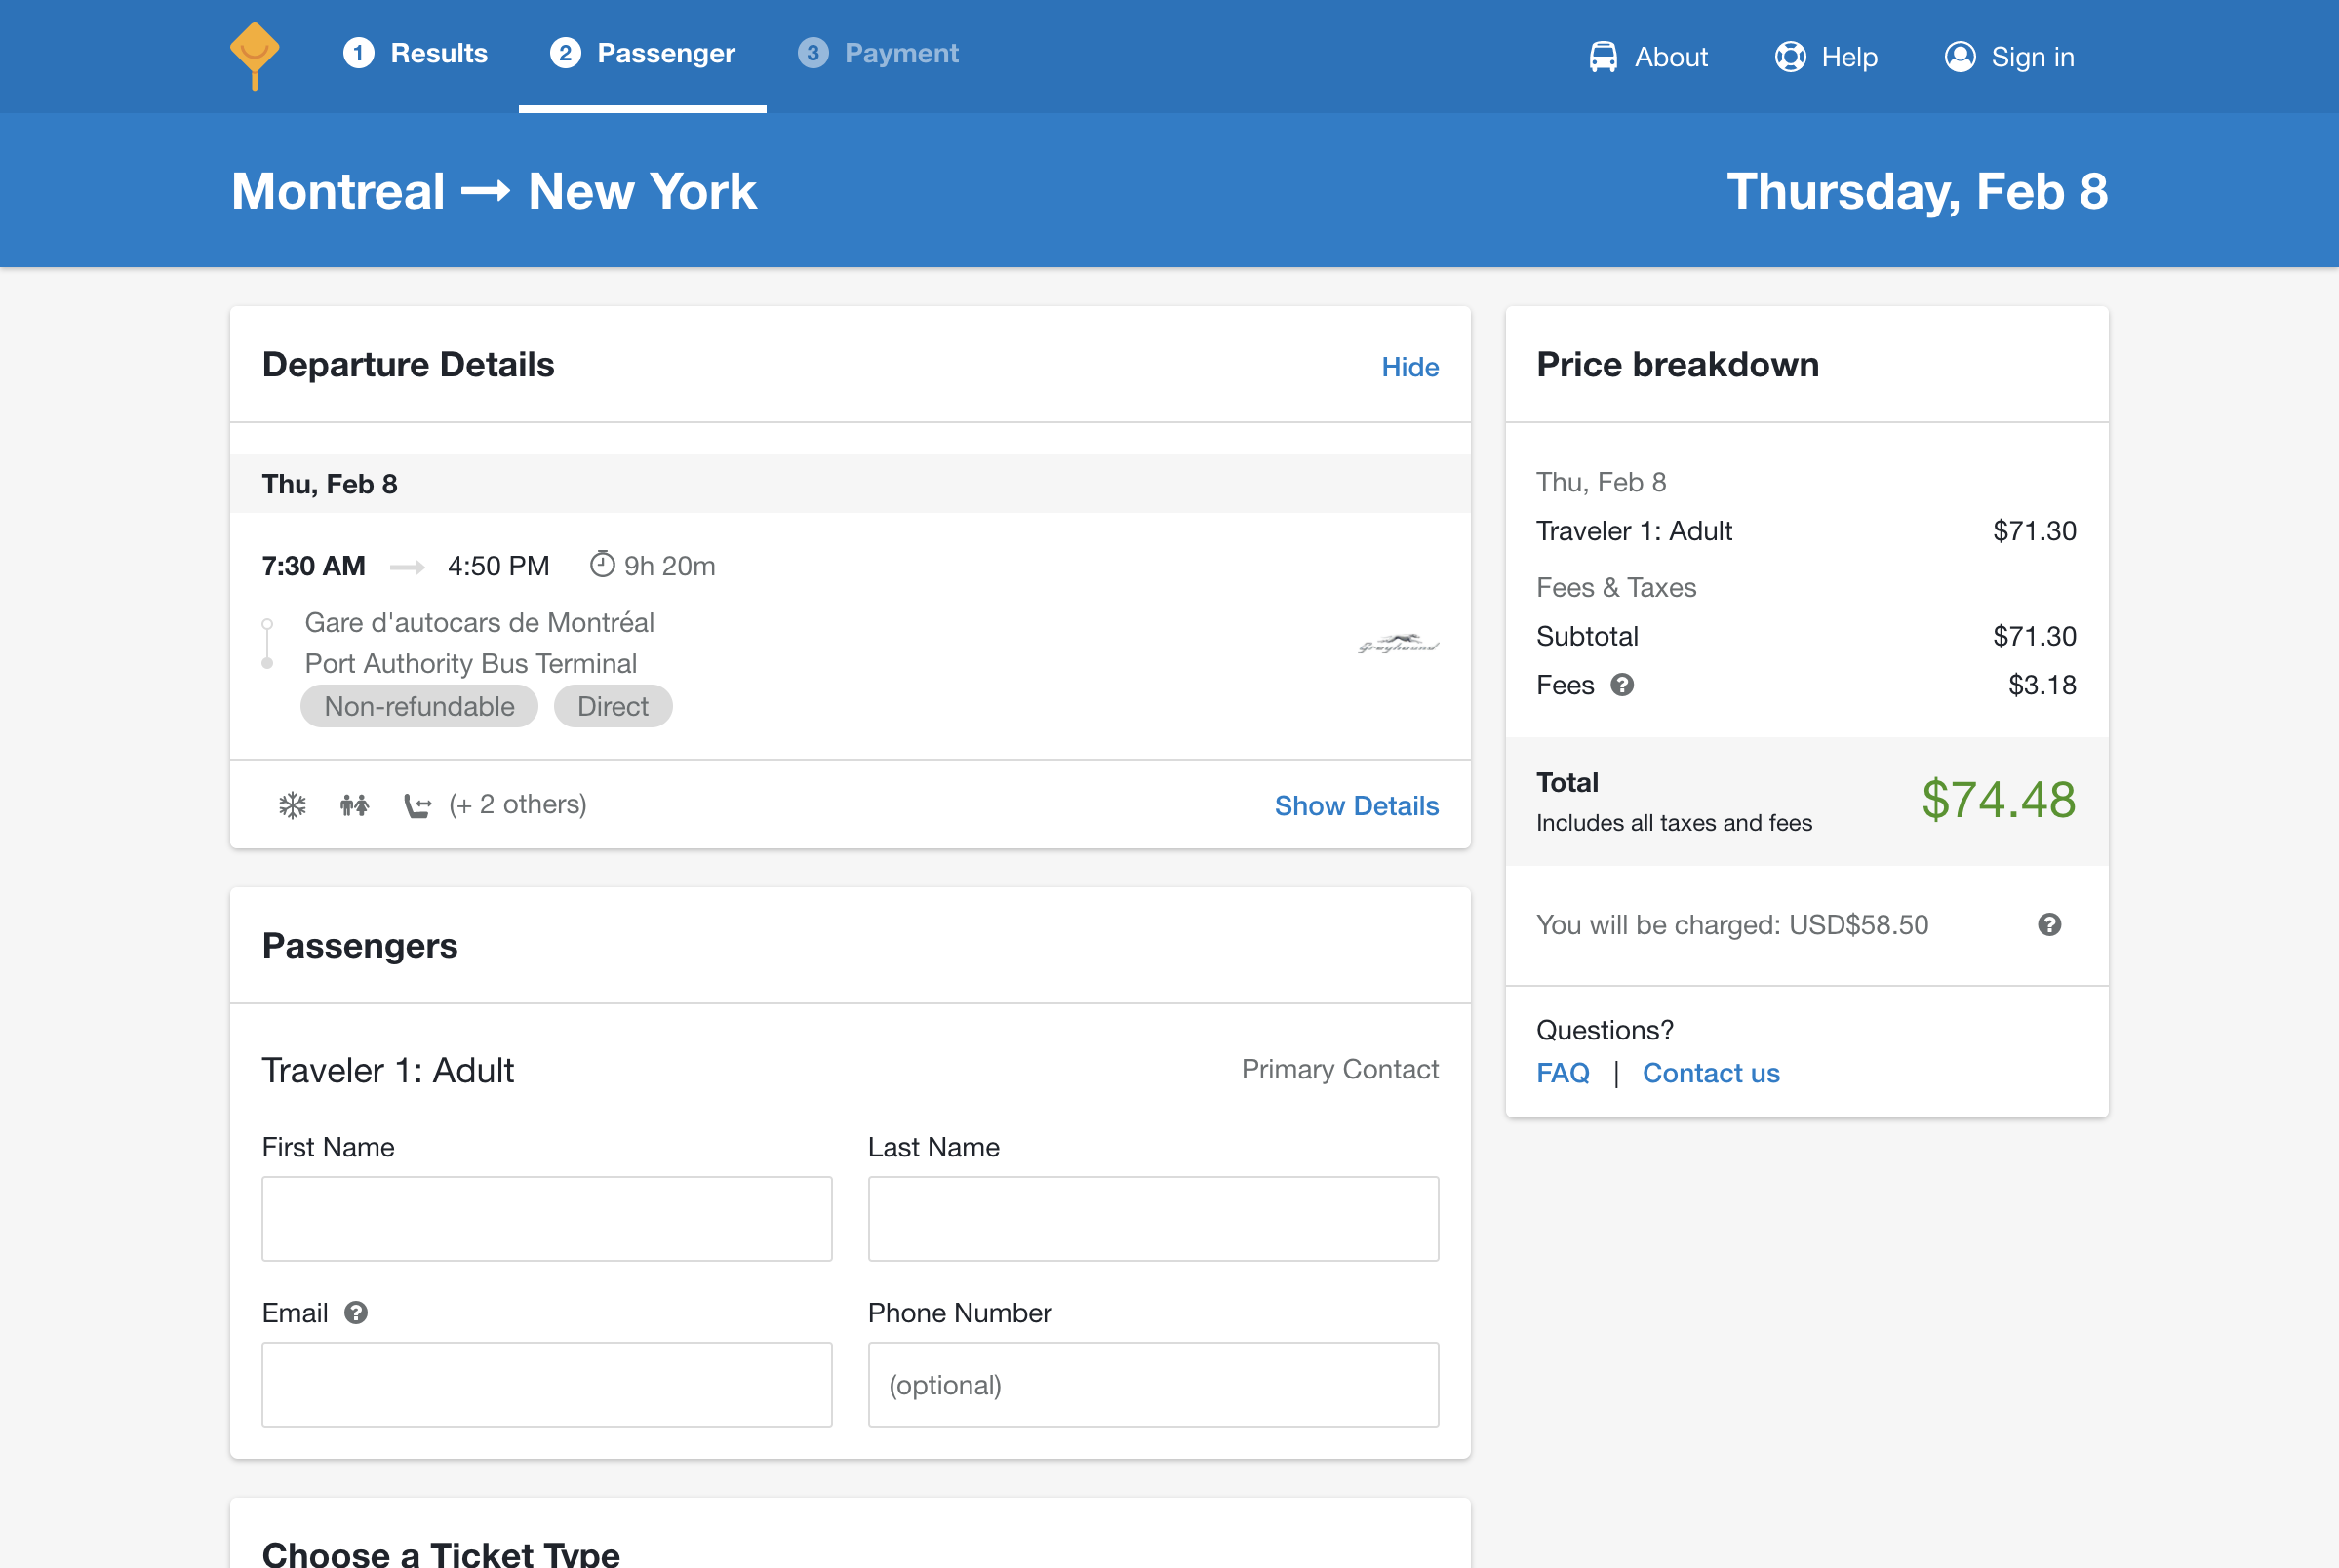 1 Results 2 Passenger 3 Payment About Help Sign in
Montreal → New York Thursday, Feb 8
Departure Details Hide
Thu, Feb 8
7:30 AM → 4:50 PM 9h 20m
Gare d'autocars de Montréal
Greyhound
Port Authority Bus Terminal
Non-refundable Direct
(+ 2 others) Show Details
Passengers
Traveler 1: Adult Primary Contact
First Name Last Name
Email ? Phone Number
(optional)
Choose a Ticket Type
Price breakdown
Thu, Feb 8
Traveler 1: Adult $71.30
Fees & Taxes
Subtotal $71.30
Fees ? $3.18
Total $74.48
Includes all taxes and fees
You will be charged: USD$58.50 ?
Questions?
FAQ | Contact us